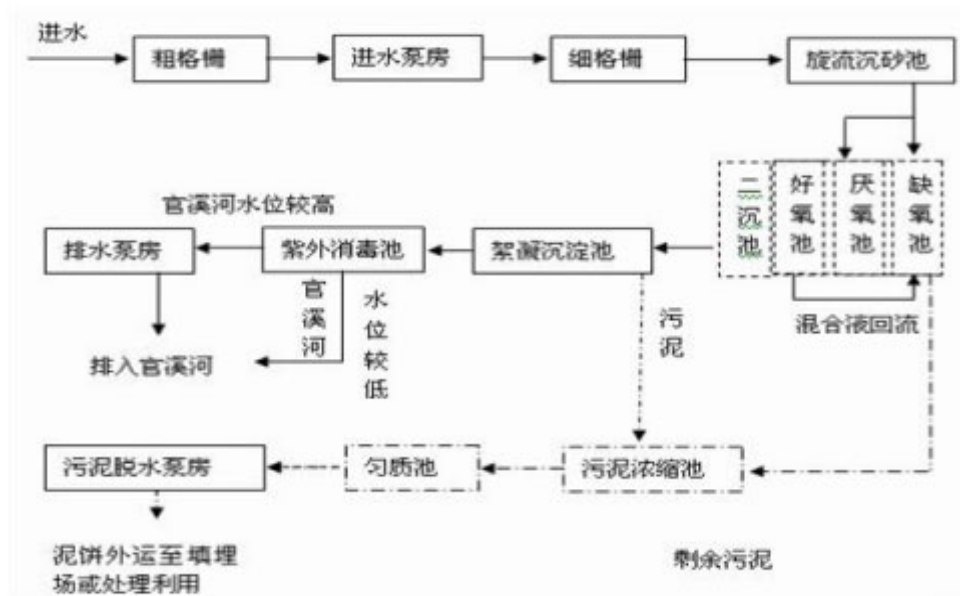 进水
粗格栅
进水泵房
细格栅
旋流沉砂池
二沉池
好氧池
厌氧池
缺氧池
混合液回流
官溪河水位较高
排水泵房
紫外消毒池
絮凝沉淀池
官溪河
水位较低
污泥
排入官溪河
污泥脱水泵房
匀质池
污泥浓缩池
泥饼外运至填埋
场或处理利用
剩余污泥